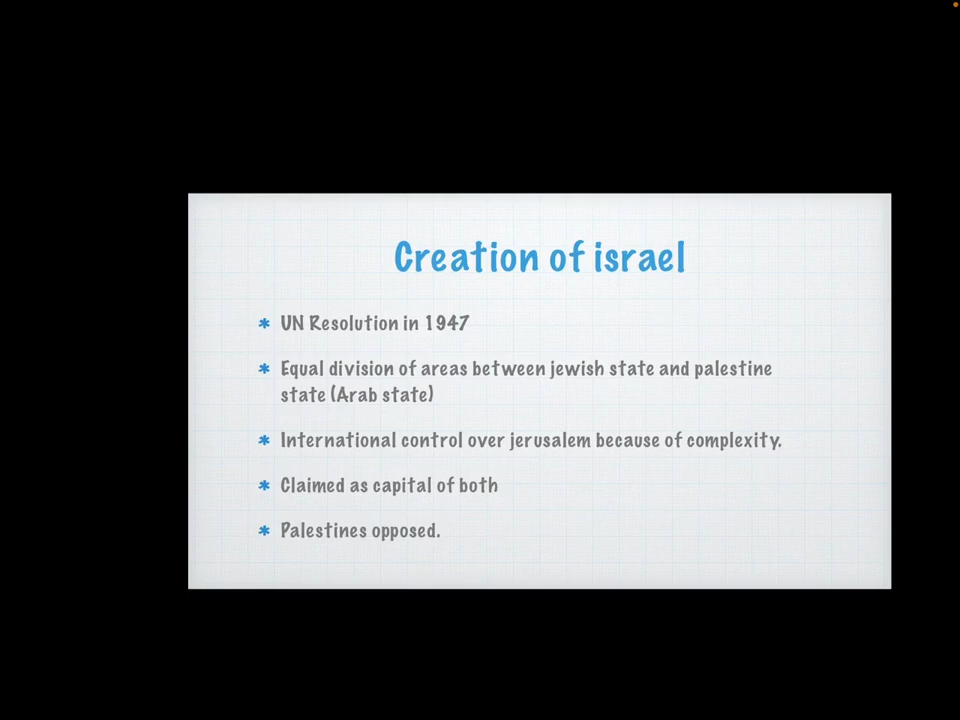 Creation of israel
* UN Resolution in 1947
* Equal division of areas between jewish state and palestine
state (Arab state)
* International control over jerusalem because of complexity.
* Claimed as capital of both
* Palestines opposed.